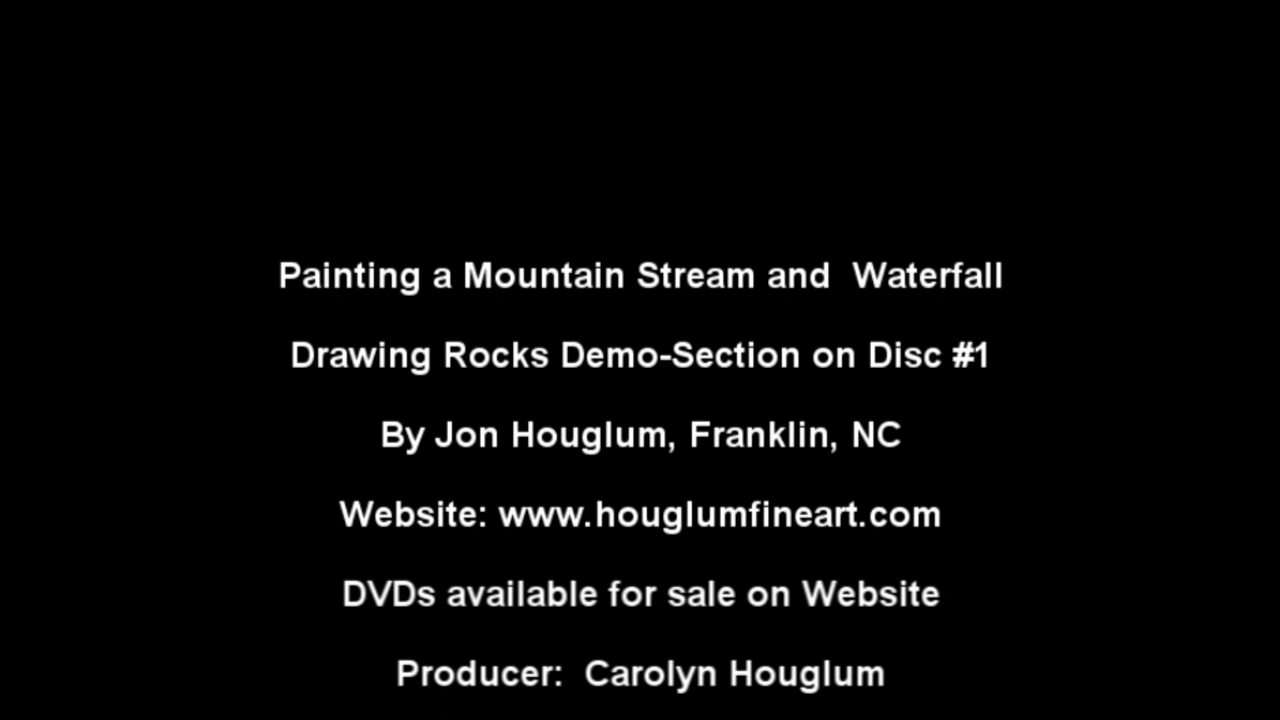 Painting a Mountain Stream and  Waterfall
Drawing Rocks Demo-Section on Disc #1
By Jon Houglum, Franklin, NC
Website: www.houglumfineart.com
DVDs available for sale on Website
Producer:  Carolyn Houglum